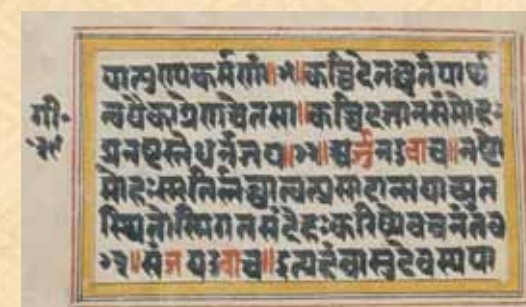 यात्पुण्यकर्मणां॥७१॥कच्चिदेतच्छ्रुतंपार्थ
त्वयैकाग्रेणचेतसा॥कच्चिदज्ञानसंमोहः
प्रनष्टस्तेधनंजय॥७२॥अर्जुनउवाच॥नष्टो
मोहःस्मृतिर्लब्धात्वत्प्रसादान्मयाच्युत
स्थितोस्मिगतसंदेहःकरिष्येवचनंतव
७३॥संजयउवाच॥इत्यहंवासुदेवस्यपा
गी॰